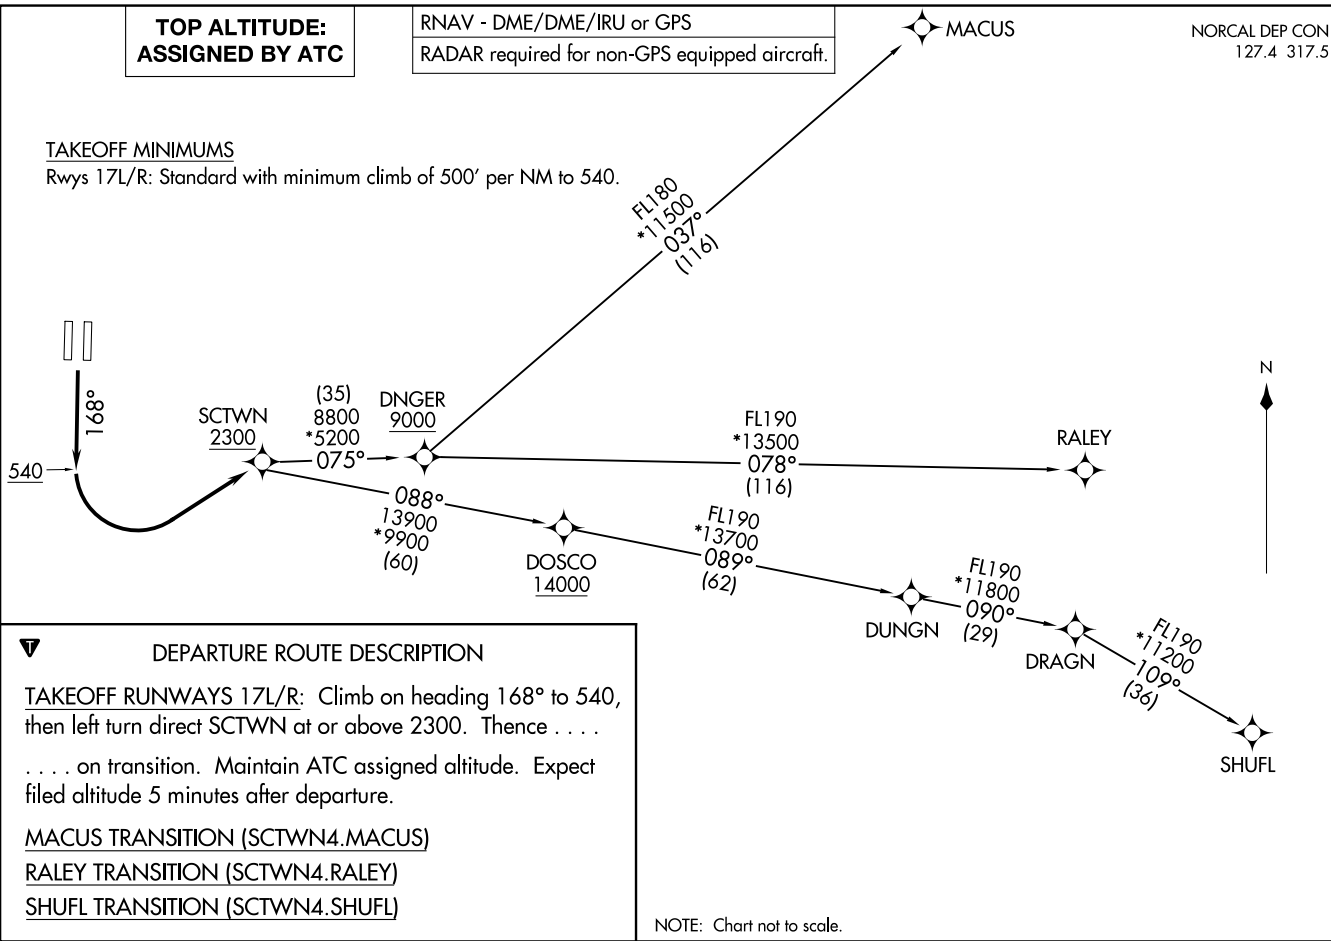 TOP ALTITUDE:
ASSIGNED BY ATC
RNAV - DME/DME/IRU or GPS
RADAR required for non-GPS equipped aircraft.
MACUS
NORCAL DEP CON
127.4 317.5
TAKEOFF MINIMUMS
Rwys 17L/R: Standard with minimum climb of 500' per NM to 540.
FL180
*11500
037°
(116)
168°
540
SCTWN
2300
(35)
8800
*5200
075°
DNGER
9000
FL190
*13500
078°
(116)
RALEY
N
088°
13900
*9900
(60)
DOSCO
14000
FL190
*13700
089°
(62)
DUNGN
FL190
*11800
090°
(29)
DRAGN
FL190
*11200
109°
(36)
SHUFL
T
DEPARTURE ROUTE DESCRIPTION
TAKEOFF RUNWAYS 17L/R: Climb on heading 168° to 540,
then left turn direct SCTWN at or above 2300. Thence . . . .
. . . . on transition. Maintain ATC assigned altitude. Expect
filed altitude 5 minutes after departure.
MACUS TRANSITION (SCTWN4.MACUS)
RALEY TRANSITION (SCTWN4.RALEY)
SHUFL TRANSITION (SCTWN4.SHUFL)
NOTE: Chart not to scale.